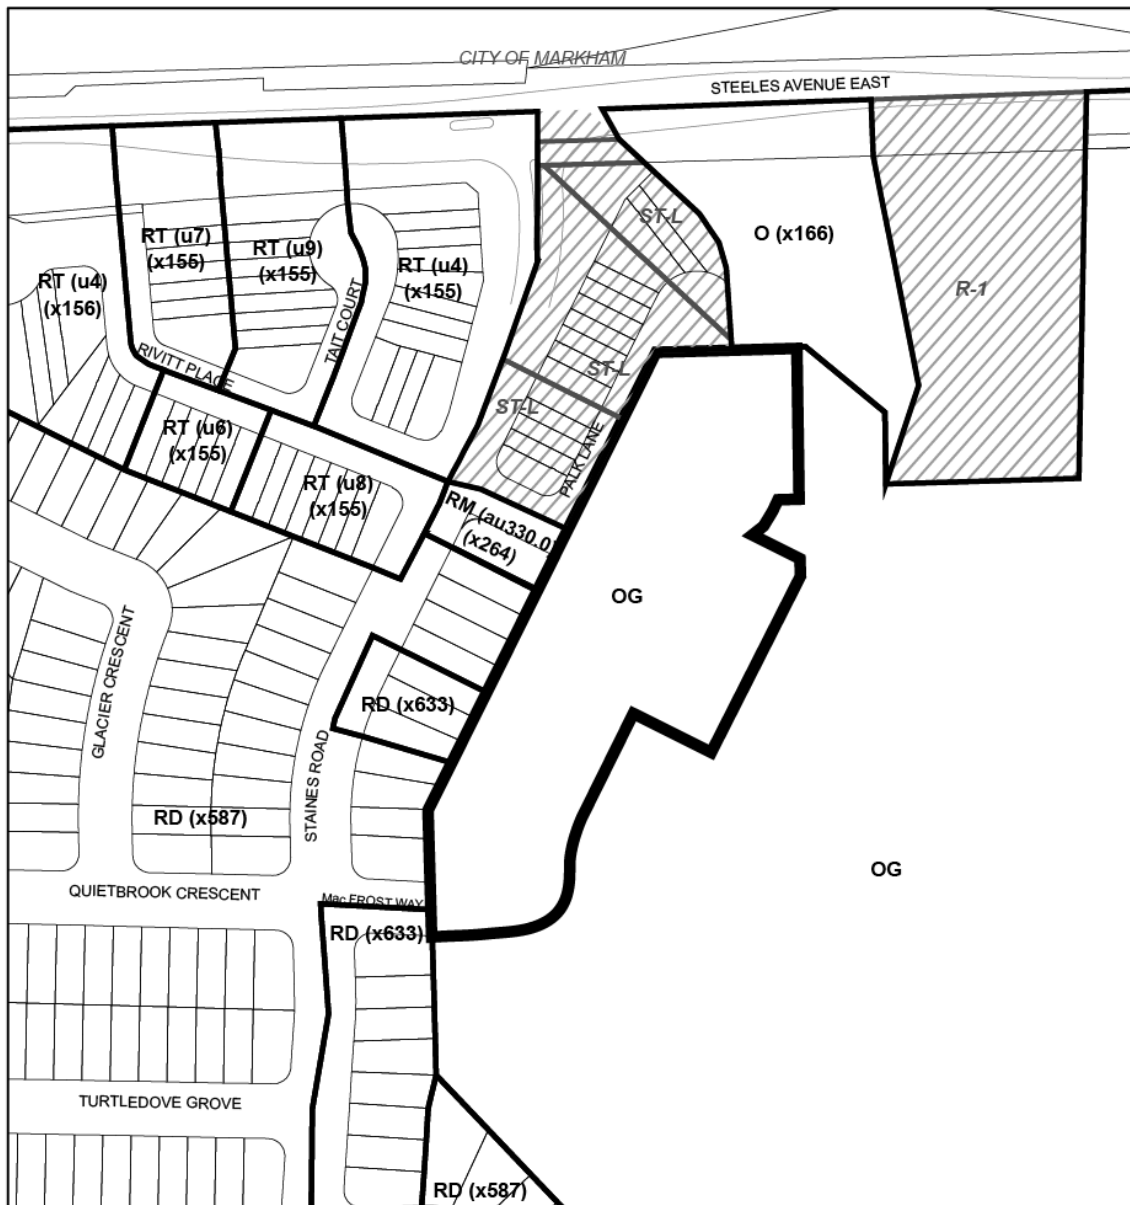 CITY OF MARKHAM
STEELES AVENUE EAST
ST-L
O (x166)
RT (u7)
(x155)
RT (u9)
(x155)
RT (u4)
(x155)
RT (u4)
(x156)
R-1
TAIT COURT
RIVITT PLACE
ST-L
ST-L
RT (u6)
(x155)
PALK LANE
RT (u8)
(x155)
RM (au330.0)
(x264)
OG
GLACIER CRESCENT
RD (x633)
STAINES ROAD
RD (x587)
OG
QUIETBROOK CRESCENT
Mac FROST WAY
RD (x633)
TURTLEDOVE GROVE
RD (x587)